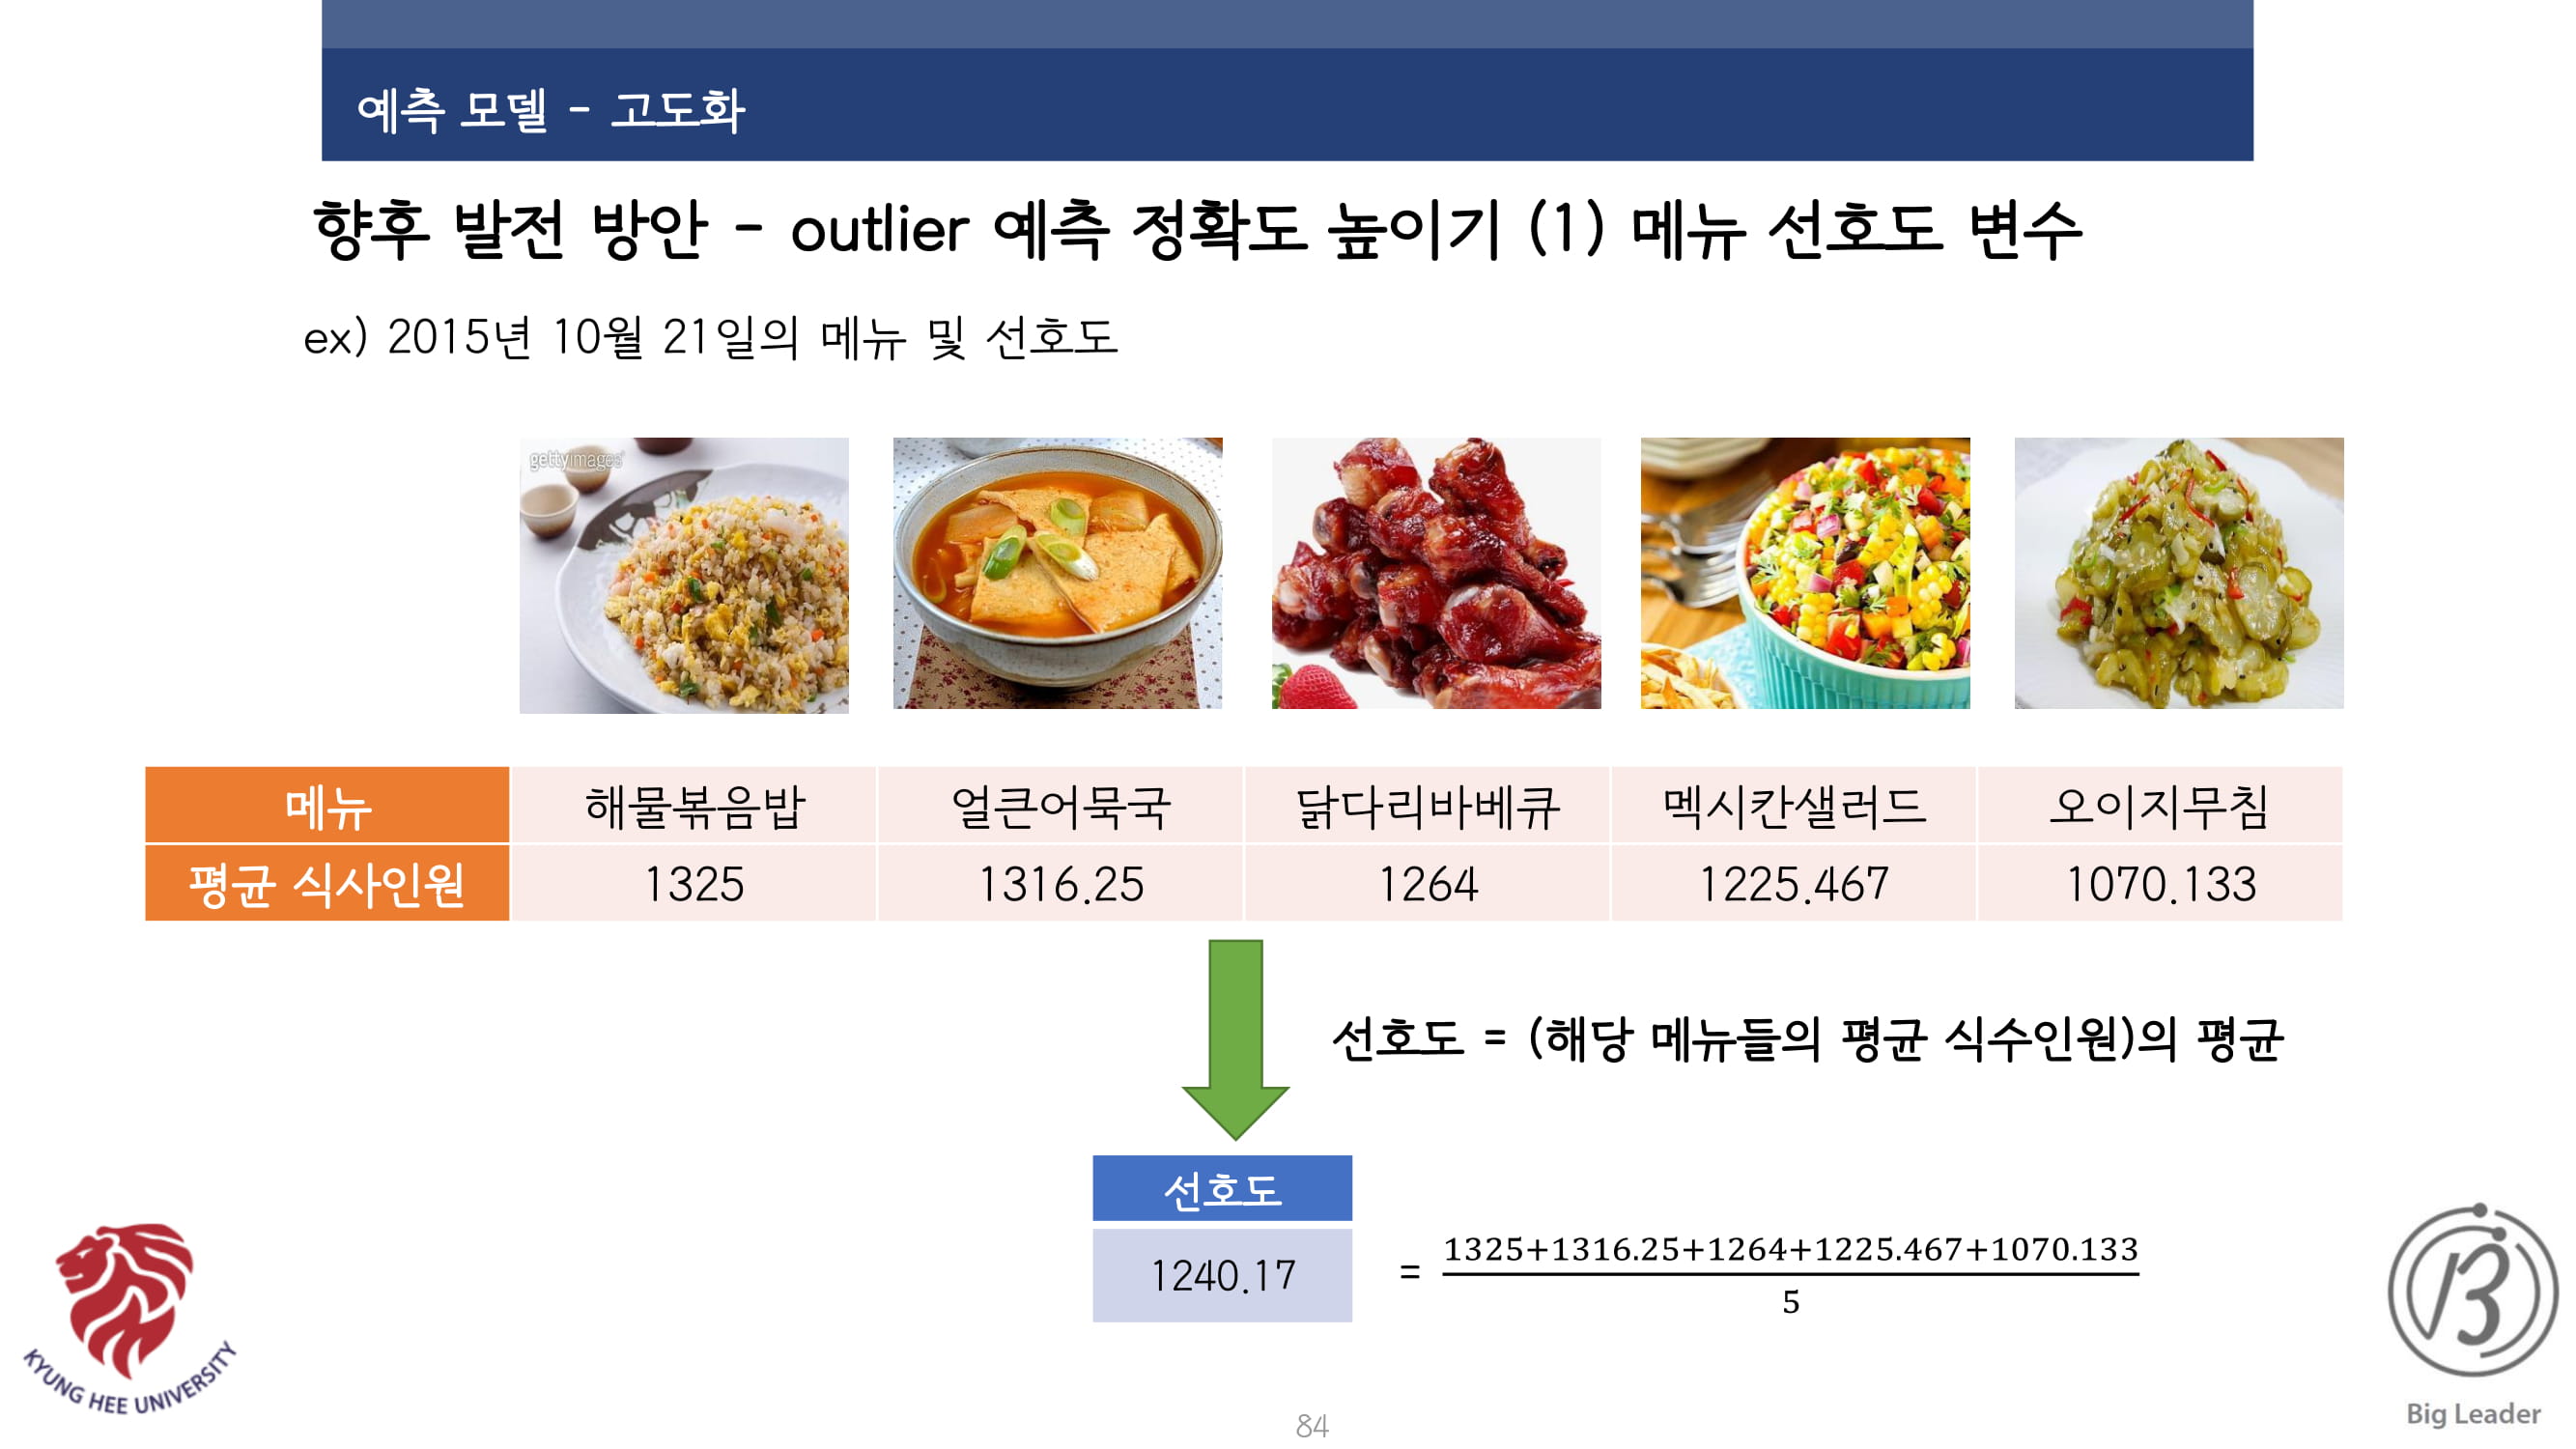 예측 모델 - 고도화
향후 발전 방안 - outlier 예측 정확도 높이기 (1) 메뉴 선호도 변수
ex) 2015년 10월 21일의 메뉴 및 선호도
gettyimages
메뉴 해물볶음밥 얼큰어묵국 닭다리바베큐 멕시칸샐러드 오이지무침
평균 식사인원 1325 1316.25 1264 1225.467 1070.133
선호도 = (해당 메뉴들의 평균 식수인원)의 평균
선호도
1240.17
= 1325+1316.25+1264+1225.467+1070.133
5
KYUNG HEE UNIVERSITY
Big Leader
84